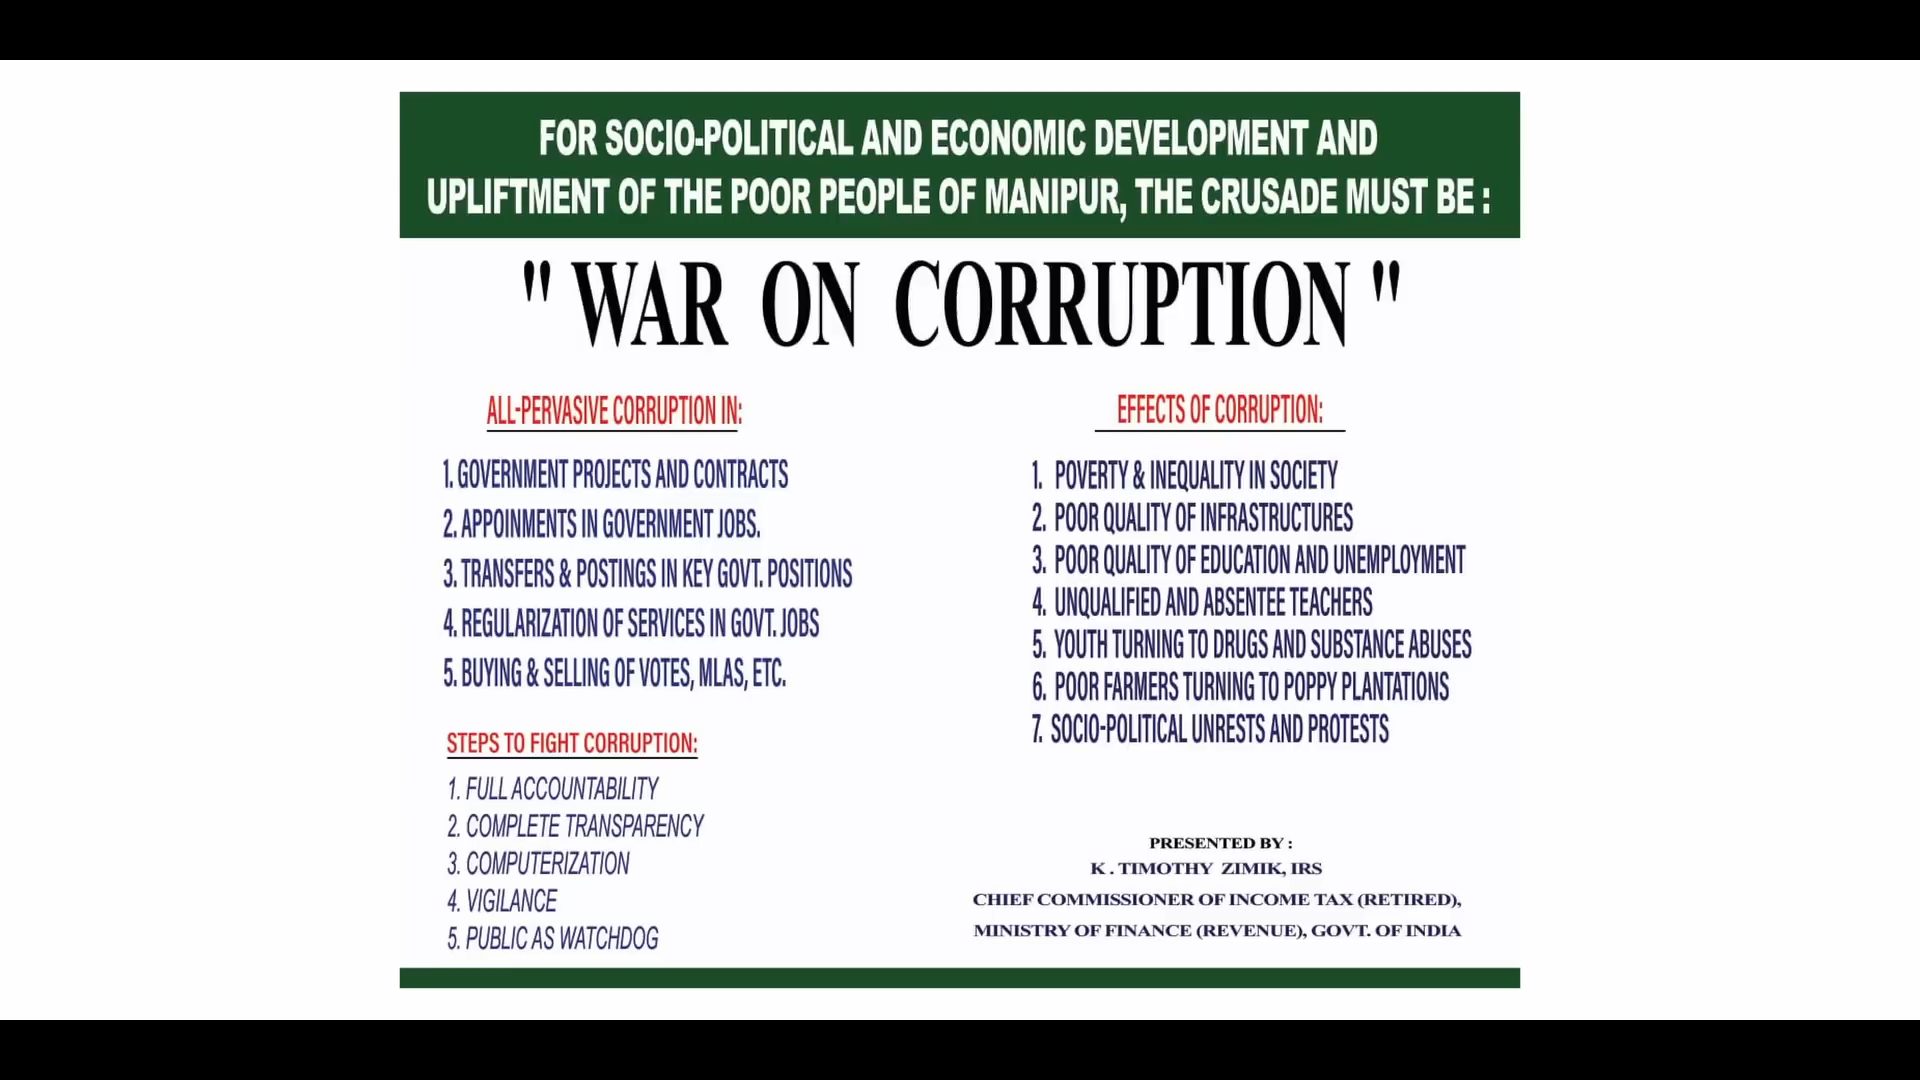 FOR SOCIO-POLITICAL AND ECONOMIC DEVELOPMENT AND
UPLIFTMENT OF THE POOR PEOPLE OF MANIPUR, THE CRUSADE MUST BE :
" WAR ON CORRUPTION "
ALL-PERVASIVE CORRUPTION IN:
1. GOVERNMENT PROJECTS AND CONTRACTS
2. APPOINMENTS IN GOVERNMENT JOBS.
3. TRANSFERS & POSTINGS IN KEY GOVT. POSITIONS
4. REGULARIZATION OF SERVICES IN GOVT. JOBS
5. BUYING & SELLING OF VOTES, MLAS, ETC.
STEPS TO FIGHT CORRUPTION:
1. FULL ACCOUNTABILITY
2. COMPLETE TRANSPARENCY
3. COMPUTERIZATION
4. VIGILANCE
5. PUBLIC AS WATCHDOG
EFFECTS OF CORRUPTION:
1. POVERTY & INEQUALITY IN SOCIETY
2. POOR QUALITY OF INFRASTRUCTURES
3. POOR QUALITY OF EDUCATION AND UNEMPLOYMENT
4. UNQUALIFIED AND ABSENTEE TEACHERS
5. YOUTH TURNING TO DRUGS AND SUBSTANCE ABUSES
6. POOR FARMERS TURNING TO POPPY PLANTATIONS
7. SOCIO-POLITICAL UNRESTS AND PROTESTS
PRESENTED BY :
K . TIMOTHY ZIMIK, IRS
CHIEF COMMISSIONER OF INCOME TAX (RETIRED),
MINISTRY OF FINANCE (REVENUE), GOVT. OF INDIA